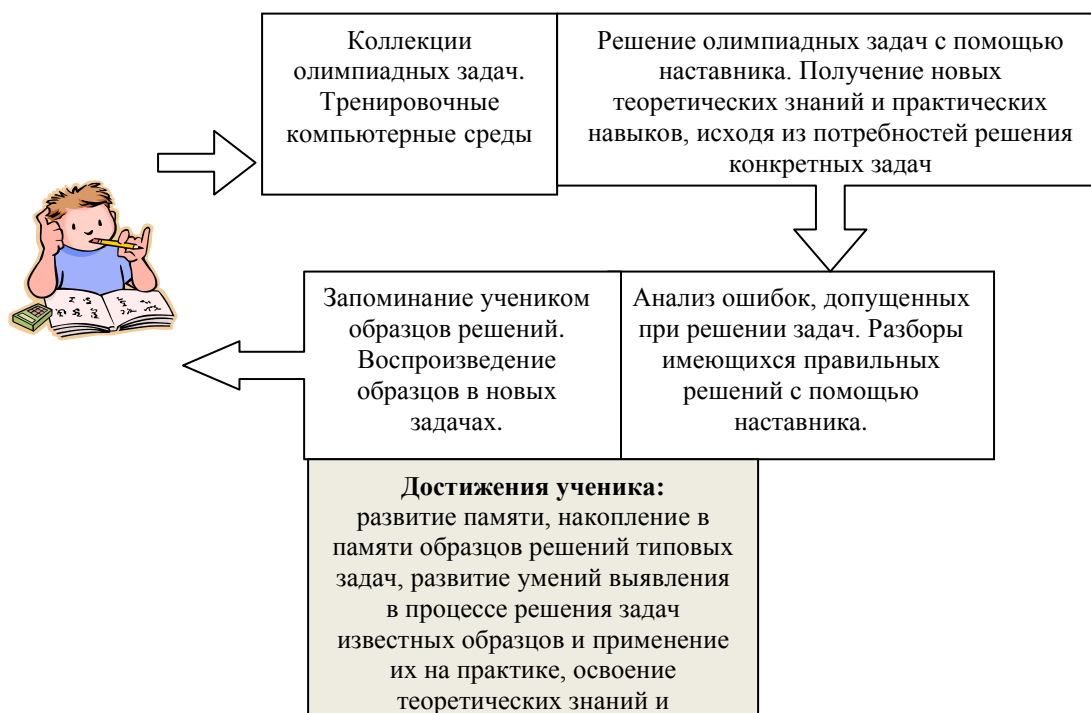 Коллекции
олимпиадных задач.
Тренировочные
компьютерные среды
Решение олимпиадных задач с помощью
наставника. Получение новых
теоретических знаний и практических
навыков, исходя из потребностей решения
конкретных задач
Запоминание учеником
образцов решений.
Воспроизведение
образцов в новых
задачах.
Анализ ошибок, допущенных
при решении задач. Разборы
имеющихся правильных
решений с помощью
наставника.
Достижения ученика:
развитие памяти, накопление в
памяти образцов решений типовых
задач, развитие умений выявления
в процессе решения задач
известных образцов и применение
их на практике, освоение
теоретических знаний и